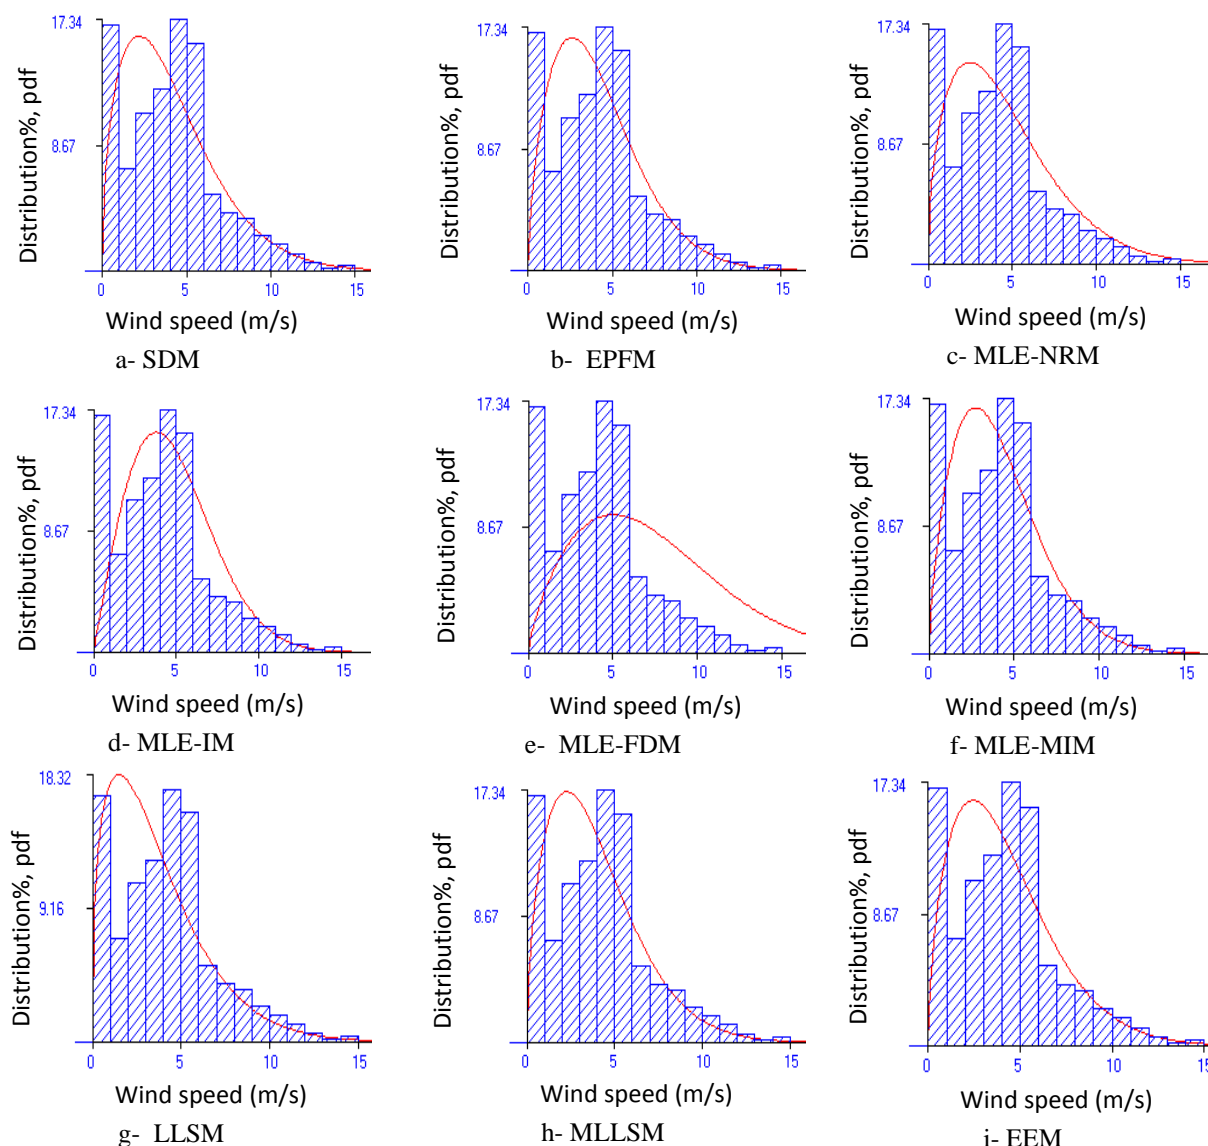 17.34
8.67
Distribution%, pdf
0 5 10 15
Wind speed (m/s)
a- SDM
17.34
8.67
Distribution%, pdf
0 5 10 15
Wind speed (m/s)
b- EPFM
17.34
8.67
Distribution%, pdf
0 5 10 15
Wind speed (m/s)
c- MLE-NRM
17.34
8.67
Distribution%, pdf
0 5 10 15
Wind speed (m/s)
d- MLE-IM
17.34
8.67
Distribution%, pdf
0 5 10 15
Wind speed (m/s)
e- MLE-FDM
17.34
8.67
Distribution%, pdf
0 5 10 15
Wind speed (m/s)
f- MLE-MIM
18.32
9.16
Distribution%, pdf
0 5 10 15
Wind speed (m/s)
g- LLSM
17.34
8.67
Distribution%, pdf
0 5 10 15
Wind speed (m/s)
h- MLLSM
17.34
8.67
Distribution%, pdf
0 5 10 15
Wind speed (m/s)
i- EEM